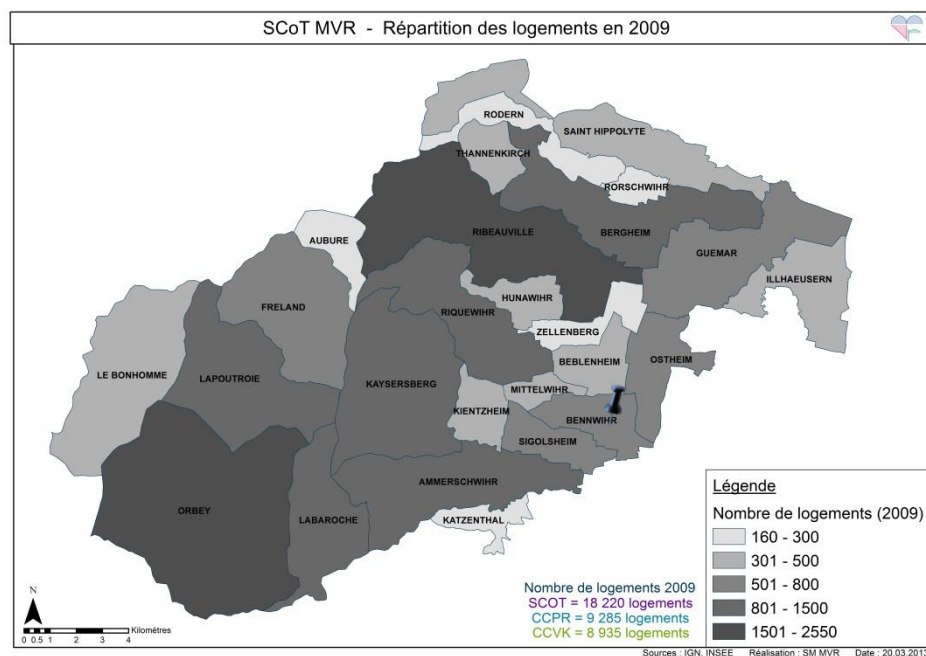 SCoT MVR - Répartition des logements en 2009
RODERN
SAINT HIPPOLYTE
THANNENKIRCH
RORSCHWIHR
AUBURE
RIBEAUVILLE
BERGHEIM
GUEMAR
ILLHAEUSERN
FRELAND
HUNAWIHR
RIQUEWIHR
ZELLENBERG
BEBLENHEIM
OSTHEIM
LE BONHOMME
LAPOUTROIE
KAYSERSBERG
MITTELWIHR
KIENTZHEIM
BENNWIHR
SIGOLSHEIM
AMMERSCHWIHR
ORBEY
LABAROCHE
KATZENTHAL
Légende
Nombre de logements (2009)
160 - 300
301 - 500
501 - 800
801 - 1500
1501 - 2550
Nombre de logements 2009
SCOT = 18 220 logements
CCPR = 9 285 logements
CCVK = 8 935 logements
N
Kilomètres
0 0.5 1 2 3 4
Sources : IGN, INSEE Réalisation : SM MVR Date : 20.03.2013